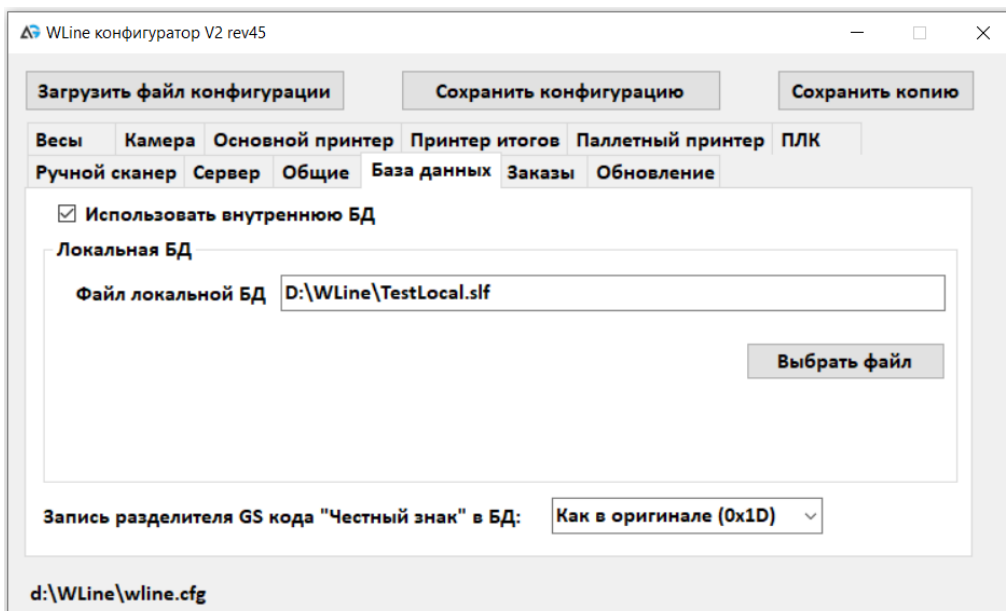 WLine конфигуратор V2 rev45
Загрузить файл конфигурации Сохранить конфигурацию Сохранить копию
Весы Камера Основной принтер Принтер итогов Паллетный принтер ПЛК
Ручной сканер Сервер Общие База данных Заказы Обновление
Использовать внутреннюю БД
Локальная БД
Файл локальной БД D:\WLine\TestLocal.slf
Выбрать файл
Запись разделителя GS кода "Честный знак" в БД: Как в оригинале (0x1D)
d:\WLine\wline.cfg